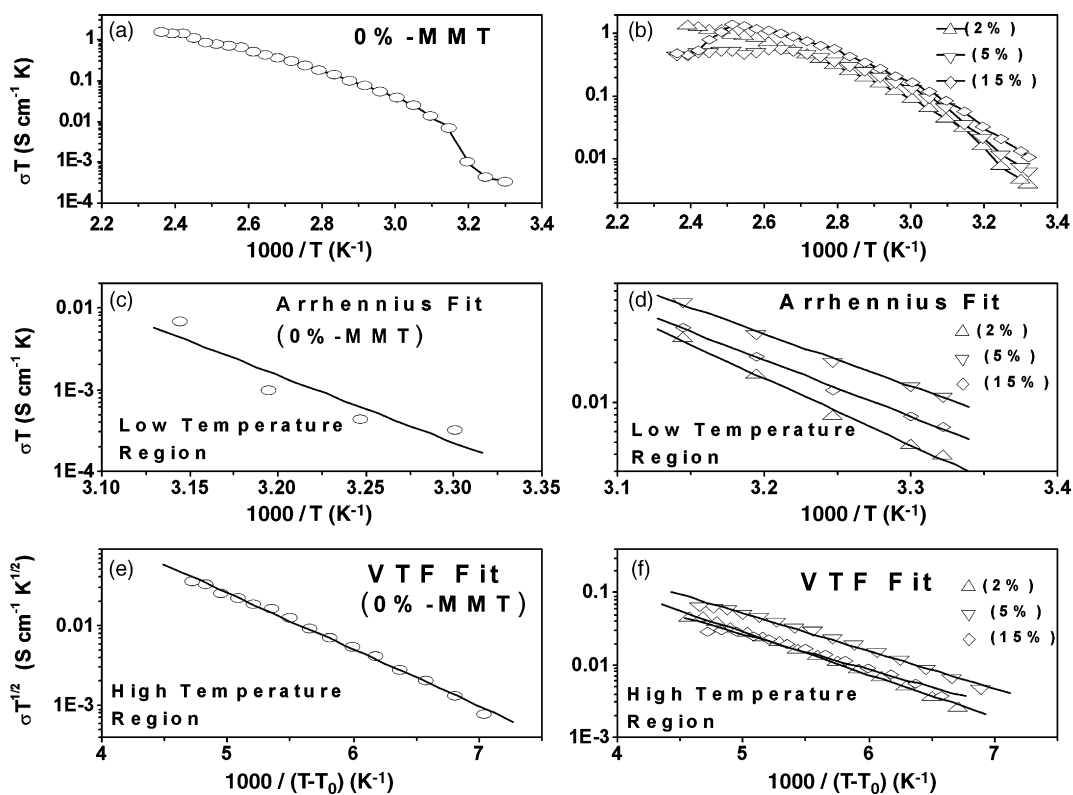 (a)
0% -MMT
1
0.1
0.01
1E-3
1E-4
σT (S cm⁻¹ K)
2.2 2.4 2.6 2.8 3.0 3.2 3.4
1000 / T (K⁻¹)
(b)
(2%)
(5%)
(15%)
1
0.1
0.01
2.2 2.4 2.6 2.8 3.0 3.2 3.4
1000 / T (K⁻¹)
(c)
Arrhennius Fit
(0% -MMT)
0.01
1E-3
1E-4
σT (S cm⁻¹ K)
Low Temperature
Region
3.10 3.15 3.20 3.25 3.30 3.35
1000 / T (K⁻¹)
(d)
Arrhennius Fit
(2%)
(5%)
(15%)
0.01
Low Temperature
Region
3.1 3.2 3.3 3.4
1000 / T (K⁻¹)
(e)
VTF Fit
(0% -MMT)
0.01
1E-3
σT¹ᐟ² (S cm⁻¹ K¹ᐟ²)
High Temperature
Region
4 5 6 7
1000 / (T-T₀) (K⁻¹)
(f)
VTF Fit
(2%)
(5%)
(15%)
0.1
0.01
1E-3
High Temperature
Region
4 5 6 7
1000 / (T-T₀) (K⁻¹)